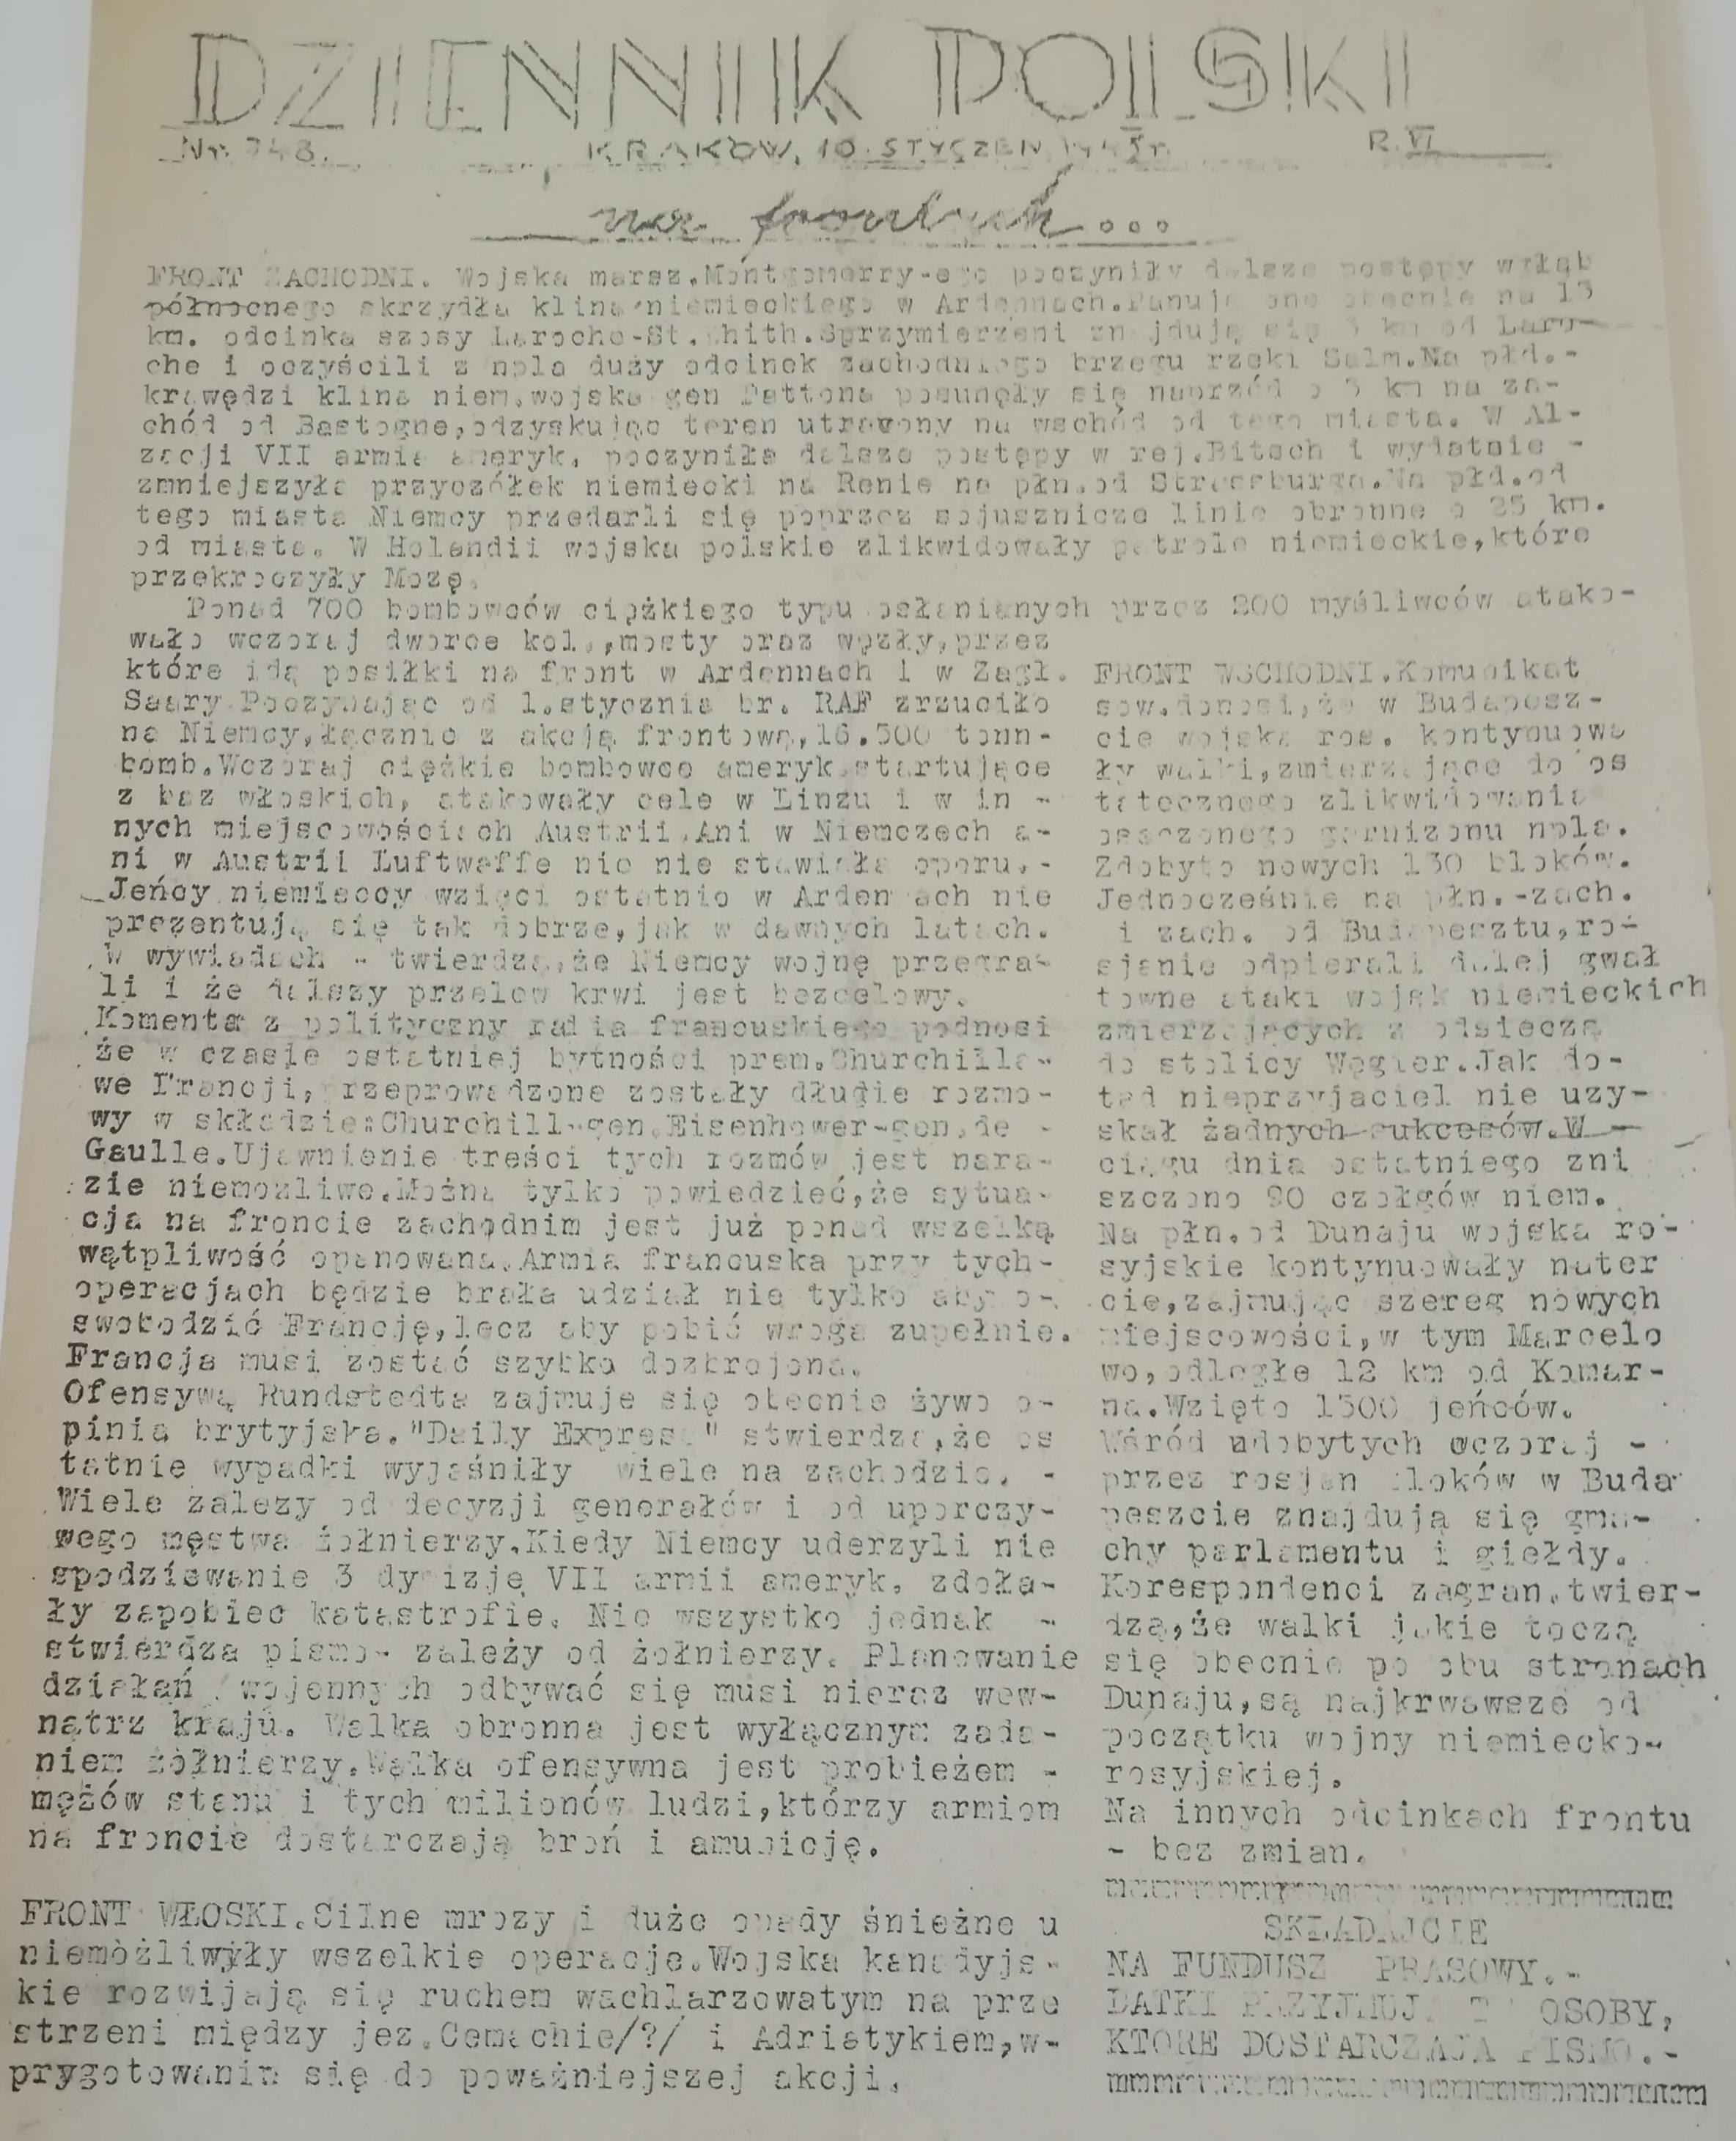 DZIENNIK POLSKI
Nr. 748. KRAKÓW, 10. STYCZEŃ 1945r. R.VI
na frontach...
FRONT ZACHODNI. Wojska marsz.Montgomerry-ego poczyniły dalsze postępy wgłąb
północnego skrzydła klina niemieckiego w Ardennach.Panują one obecnie na 15
km. odcinka szosy Laroche-St. hith.Sprzymierzeni znajdują się 3 km od Laro-
che i oczyścili z npla duży odcinek zachodniego brzegu rzeki Salm.Na płd.-
krawędzi klina niem.wojska gen Pattona posunęły się naprzód o 3 km na za-
chód od Bastogne,odzyskując teren utracony na wschód od tego miasta. W Al-
zacji VII armia ameryk. poczyniła dalsze postępy w rej.Bitsch i wydatnie -
zmniejszyła przyczółek niemiecki na Renie na płn.od Strassburga.Na płd.od
tego miasta Niemcy przedarli się poprzez sojusznicze linie obronne o 25 km.
od miasta. W Holandii wojska polskie zlikwidowały patrole niemieckie,które
przekroczyły Mozę.
Ponad 700 bombowców ciężkiego typu osłanianych przez 200 myśliwców atako-
wało wczoraj dworce kol.,mosty oraz węzły,przez
które idą posiłki na front w Ardennach i w Zagł.
Saary.Poczynając od 1.stycznia br. RAF zrzuciło
na Niemcy,łącznie z akcją frontową,16.500 tonn-
bomb.Wczoraj ciężkie bombowce ameryk.startujące
z baz włoskich, atakowały cele w Linzu i w in -
nych miejscowościach Austrii.Ani w Niemczech a-
ni w Austrii Luftwaffe nic nie stawiała oporu.-
Jeńcy niemieccy wzięci ostatnio w Ardennach nie
prezentują się tak dobrze,jak w dawnych latach.
W wywiadach - twierdzą,że Niemcy wojnę przegra-
li i że dalszy przelew krwi jest bezcelowy.
Komenta z polityczny radia francuskiego podnosi
że w czasie ostatniej bytności prem.Churchilla-
we Francji, rzeprowadzone zostały długie rozmo-
wy w składzie:Churchill-gen.Eisenhower-gen.de -
Gaulle.Ujawnienie treści tych rozmów jest nara-
zie niemożliwe.Można tylko powiedzieć,że sytua-
cja na froncie zachodnim jest już ponad wszelką
wątpliwość opanowana.Armia francuska przy tych-
operacjach będzie brała udział nie tylko aby o-
swobodzić Francję,lecz aby pobić wroga zupełnie.
Francja musi zostać szybko dozbrojona.
Ofensywą Rundstedta zajmuje się obecnie żywo o-
pinia brytyjska."Daily Express" stwierdza,że os
tatnie wypadki wyjaśniły wiele na zachodzie. -
Wiele zależy od decyzji generałów i od uporczy-
wego męstwa żołnierzy.Kiedy Niemcy uderzyli nie
spodziewanie 3 dywizję VII armii ameryk. zdoła-
ły zapobiec katastrofie. Nie wszystko jednak -
stwierdza pismo- zależy od żołnierzy. Planowanie
działań wojennych odbywać się musi nieraz wew-
nątrz kraju. Walka obronna jest wyłącznym zada-
niem żołnierzy.Walka ofensywna jest probieżem -
mężów stanu i tych milionów ludzi,którzy armiom
na froncie dostarczają broń i amunicję.
FRONT WŁOSKI.Silne mrozy i duże opady śnieżne u
niemożliwyły wszelkie operacje.Wojska kanadyjs-
kie rozwijają się ruchem wachlarzowatym na prze
strzeni między jez.Comachie/?/ i Adriatykiem,w-
prygotowaniu się do poważniejszej akcji.
FRONT WSCHODNI.Komunikat
sow.donosi,że w Budapesz-
cie wojska ros. kontynuowa
ły walki,zmierzające do os
tatecznego zlikwidowania
osaczonego garnizonu npla.
Zdobyto nowych 130 bloków.
Jednocześnie na płn.-zach.
i zach. od Budapesztu,ro-
sjanie odpierali dalej gwał
towne ataki wojsk niemieckich
zmierzających z odsieczą
do stolicy Węgier.Jak do-
tąd nieprzyjaciel nie uzy-
skał żadnych sukcesów.W -
ciągu dnia ostatniego zni
szczono 90 czołgów niem.
Na płn.od Dunaju wojska ro-
syjskie kontynuowały nater
cie,zajmując szereg nowych
miejscowości,w tym Marcelo
wo,odległe 12 km od Komar-
na.Wzięto 1500 jeńców.
Wśród zdobytych wczoraj -
przez rosjan bloków w Buda
peszcie znajdują się gma-
chy parlamentu i giełdy.
Korespondenci zagran.twier-
dzą,że walki jakie toczą
się obecnie po obu stronach
Dunaju,są najkrwawsze od
początku wojny niemiecko-
rosyjskiej.
Na innych odcinkach frontu
- bez zmian.
SKŁADAJCIE
NA FUNDUSZ PRASOWY.-
DATKI PRZYJMUJĄ OSOBY,
KTÓRE DOSTARCZAJĄ PISMO.-